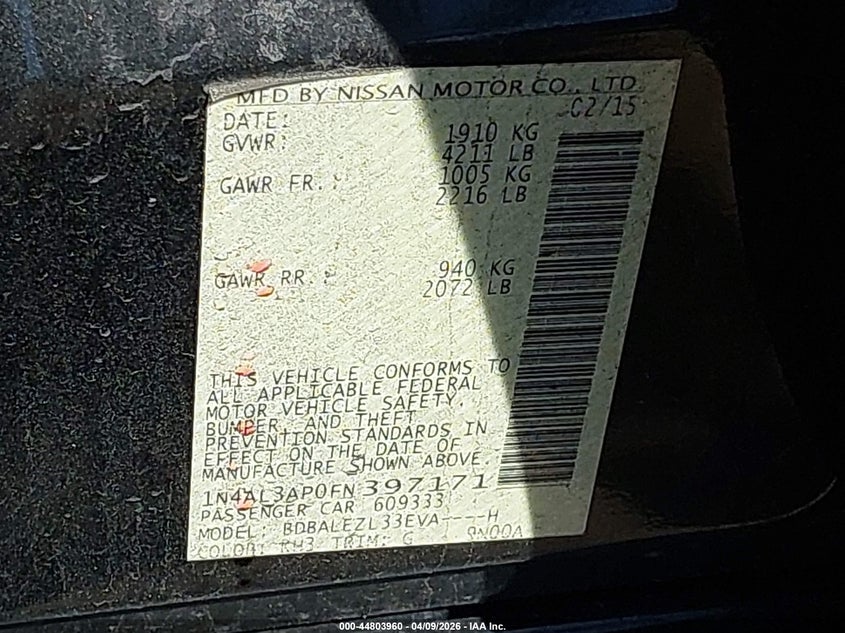 MFD BY NISSAN MOTOR CO., LTD
DATE: 02/15
GVWR: 1910 KG
4211 LB
GAWR FR.: 1005 KG
2216 LB
GAWR RR.: 940 KG
2072 LB
THIS VEHICLE CONFORMS TO
ALL APPLICABLE FEDERAL
MOTOR VEHICLE SAFETY,
BUMPER, AND THEFT
PREVENTION STANDARDS IN
EFFECT ON THE DATE OF
MANUFACTURE SHOWN ABOVE.
1N4AL3AP0FN397171
PASSENGER CAR 609333
MODEL: BDBALEZL33EVA----H
COLOR: KH3 TRIM: G
000-44803960 - 04/09/2026 - IAA Inc.